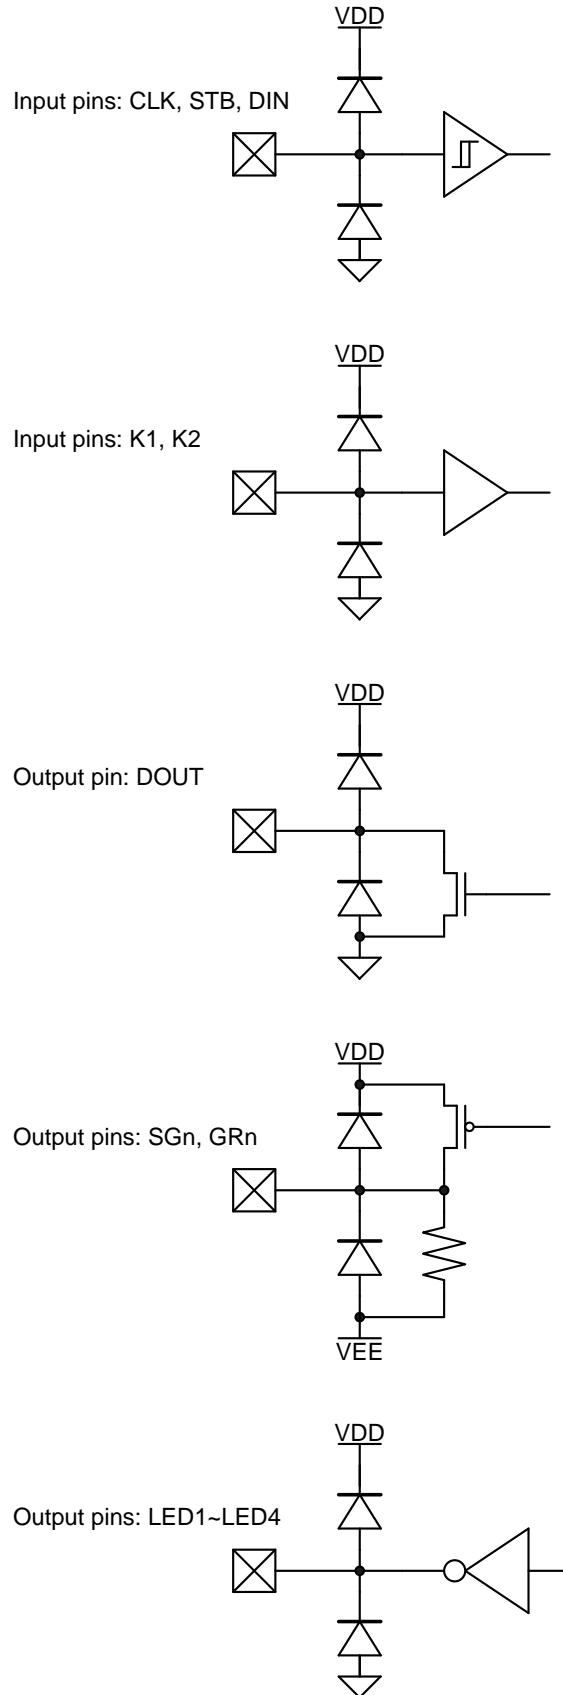 VDD
Input pins: CLK, STB, DIN
VDD
Input pins: K1, K2
VDD
Output pin: DOUT
VDD
Output pins: SGn, GRn
VEE
VDD
Output pins: LED1~LED4